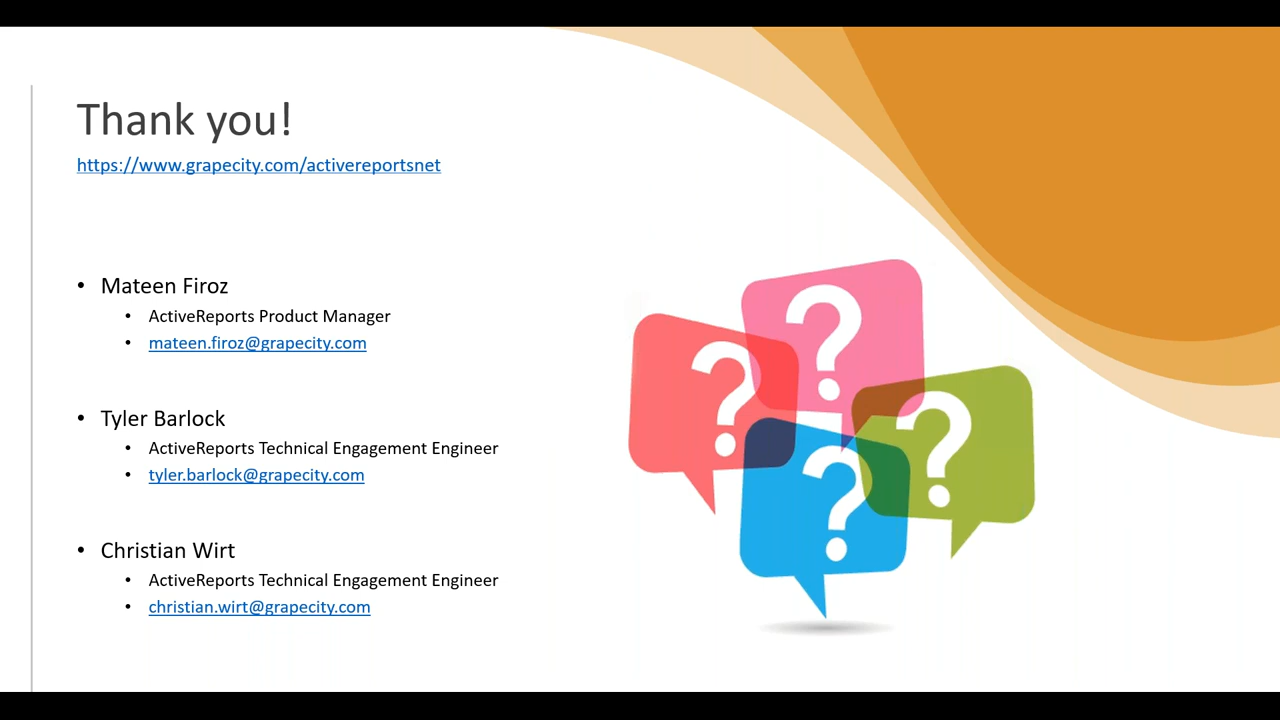 Thank you!
https://www.grapecity.com/activereportsnet
• Mateen Firoz
• ActiveReports Product Manager
• mateen.firoz@grapecity.com
• Tyler Barlock
• ActiveReports Technical Engagement Engineer
• tyler.barlock@grapecity.com
• Christian Wirt
• ActiveReports Technical Engagement Engineer
• christian.wirt@grapecity.com
?
?
?
?